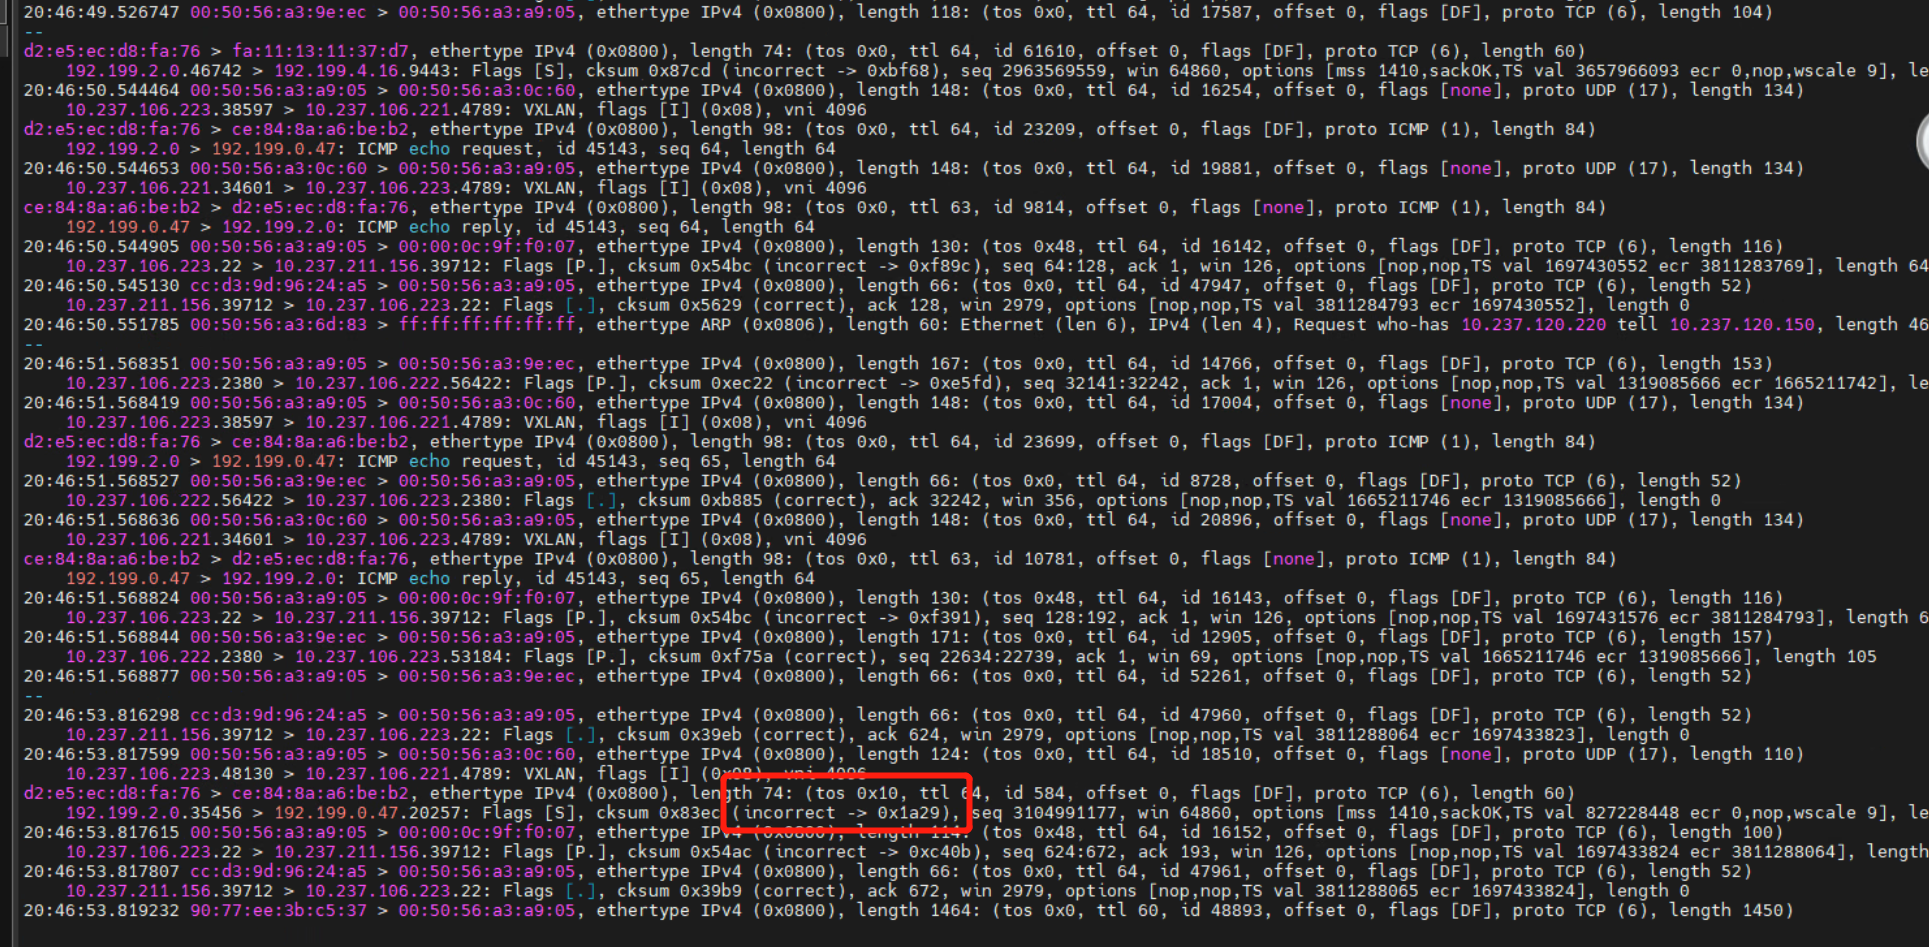 20:46:49.526747 00:50:56:a3:9e:ec > 00:50:56:a3:a9:05, ethertype IPv4 (0x0800), length 118: (tos 0x0, ttl 64, id 17587, offset 0, flags [DF], proto TCP (6), length 104)
--
d2:e5:ec:d8:fa:76 > fa:11:13:11:37:d7, ethertype IPv4 (0x0800), length 74: (tos 0x0, ttl 64, id 61610, offset 0, flags [DF], proto TCP (6), length 60)
192.199.2.0.46742 > 192.199.4.16.9443: Flags [S], cksum 0x87cd (incorrect -> 0xbf68), seq 2963569559, win 64860, options [mss 1410,sackOK,TS val 3657966093 ecr 0,nop,wscale 9], le
20:46:50.544464 00:50:56:a3:a9:05 > 00:50:56:a3:0c:60, ethertype IPv4 (0x0800), length 148: (tos 0x0, ttl 64, id 16254, offset 0, flags [none], proto UDP (17), length 134)
10.237.106.223.38597 > 10.237.106.221.4789: VXLAN, flags [I] (0x08), vni 4096
d2:e5:ec:d8:fa:76 > ce:84:8a:a6:be:b2, ethertype IPv4 (0x0800), length 98: (tos 0x0, ttl 64, id 23209, offset 0, flags [DF], proto ICMP (1), length 84)
192.199.2.0 > 192.199.0.47: ICMP echo request, id 45143, seq 64, length 64
20:46:50.544653 00:50:56:a3:0c:60 > 00:50:56:a3:a9:05, ethertype IPv4 (0x0800), length 148: (tos 0x0, ttl 64, id 19881, offset 0, flags [none], proto UDP (17), length 134)
10.237.106.221.34601 > 10.237.106.223.4789: VXLAN, flags [I] (0x08), vni 4096
ce:84:8a:a6:be:b2 > d2:e5:ec:d8:fa:76, ethertype IPv4 (0x0800), length 98: (tos 0x0, ttl 63, id 9814, offset 0, flags [none], proto ICMP (1), length 84)
192.199.0.47 > 192.199.2.0: ICMP echo reply, id 45143, seq 64, length 64
20:46:50.544905 00:50:56:a3:a9:05 > 00:00:0c:9f:f0:07, ethertype IPv4 (0x0800), length 130: (tos 0x48, ttl 64, id 16142, offset 0, flags [DF], proto TCP (6), length 116)
10.237.106.223.22 > 10.237.211.156.39712: Flags [P.], cksum 0x54bc (incorrect -> 0xf89c), seq 64:128, ack 1, win 126, options [nop,nop,TS val 1697430552 ecr 3811283769], length 64
20:46:50.545130 cc:d3:9d:96:24:a5 > 00:50:56:a3:a9:05, ethertype IPv4 (0x0800), length 66: (tos 0x0, ttl 64, id 47947, offset 0, flags [DF], proto TCP (6), length 52)
10.237.211.156.39712 > 10.237.106.223.22: Flags [.], cksum 0x5629 (correct), ack 128, win 2979, options [nop,nop,TS val 3811284793 ecr 1697430552], length 0
20:46:50.551785 00:50:56:a3:6d:83 > ff:ff:ff:ff:ff:ff, ethertype ARP (0x0806), length 60: Ethernet (len 6), IPv4 (len 4), Request who-has 10.237.120.220 tell 10.237.120.150, length 46
--
20:46:51.568351 00:50:56:a3:a9:05 > 00:50:56:a3:9e:ec, ethertype IPv4 (0x0800), length 167: (tos 0x0, ttl 64, id 14766, offset 0, flags [DF], proto TCP (6), length 153)
10.237.106.223.2380 > 10.237.106.222.56422: Flags [P.], cksum 0xec22 (incorrect -> 0xe5fd), seq 32141:32242, ack 1, win 126, options [nop,nop,TS val 1319085666 ecr 1665211742], le
20:46:51.568419 00:50:56:a3:a9:05 > 00:50:56:a3:0c:60, ethertype IPv4 (0x0800), length 148: (tos 0x0, ttl 64, id 17004, offset 0, flags [none], proto UDP (17), length 134)
10.237.106.223.38597 > 10.237.106.221.4789: VXLAN, flags [I] (0x08), vni 4096
d2:e5:ec:d8:fa:76 > ce:84:8a:a6:be:b2, ethertype IPv4 (0x0800), length 98: (tos 0x0, ttl 64, id 23699, offset 0, flags [DF], proto ICMP (1), length 84)
192.199.2.0 > 192.199.0.47: ICMP echo request, id 45143, seq 65, length 64
20:46:51.568527 00:50:56:a3:9e:ec > 00:50:56:a3:a9:05, ethertype IPv4 (0x0800), length 66: (tos 0x0, ttl 64, id 8728, offset 0, flags [DF], proto TCP (6), length 52)
10.237.106.222.56422 > 10.237.106.223.2380: Flags [.], cksum 0xb885 (correct), ack 32242, win 356, options [nop,nop,TS val 1665211746 ecr 1319085666], length 0
20:46:51.568636 00:50:56:a3:0c:60 > 00:50:56:a3:a9:05, ethertype IPv4 (0x0800), length 148: (tos 0x0, ttl 64, id 20896, offset 0, flags [none], proto UDP (17), length 134)
10.237.106.221.34601 > 10.237.106.223.4789: VXLAN, flags [I] (0x08), vni 4096
ce:84:8a:a6:be:b2 > d2:e5:ec:d8:fa:76, ethertype IPv4 (0x0800), length 98: (tos 0x0, ttl 63, id 10781, offset 0, flags [none], proto ICMP (1), length 84)
192.199.0.47 > 192.199.2.0: ICMP echo reply, id 45143, seq 65, length 64
20:46:51.568824 00:50:56:a3:a9:05 > 00:00:0c:9f:f0:07, ethertype IPv4 (0x0800), length 130: (tos 0x48, ttl 64, id 16143, offset 0, flags [DF], proto TCP (6), length 116)
10.237.106.223.22 > 10.237.211.156.39712: Flags [P.], cksum 0x54bc (incorrect -> 0xf391), seq 128:192, ack 1, win 126, options [nop,nop,TS val 1697431576 ecr 3811284793], length 6
20:46:51.568844 00:50:56:a3:9e:ec > 00:50:56:a3:a9:05, ethertype IPv4 (0x0800), length 171: (tos 0x0, ttl 64, id 12905, offset 0, flags [DF], proto TCP (6), length 157)
10.237.106.222.2380 > 10.237.106.223.53184: Flags [P.], cksum 0xf75a (correct), seq 22634:22739, ack 1, win 69, options [nop,nop,TS val 1665211746 ecr 1319085666], length 105
20:46:51.568877 00:50:56:a3:a9:05 > 00:50:56:a3:9e:ec, ethertype IPv4 (0x0800), length 66: (tos 0x0, ttl 64, id 52261, offset 0, flags [DF], proto TCP (6), length 52)
--
20:46:53.816298 cc:d3:9d:96:24:a5 > 00:50:56:a3:a9:05, ethertype IPv4 (0x0800), length 66: (tos 0x0, ttl 64, id 47960, offset 0, flags [DF], proto TCP (6), length 52)
10.237.211.156.39712 > 10.237.106.223.22: Flags [.], cksum 0x39eb (correct), ack 624, win 2979, options [nop,nop,TS val 3811288064 ecr 1697433823], length 0
20:46:53.817599 00:50:56:a3:a9:05 > 00:50:56:a3:0c:60, ethertype IPv4 (0x0800), length 124: (tos 0x0, ttl 64, id 18510, offset 0, flags [none], proto UDP (17), length 110)
10.237.106.223.48130 > 10.237.106.221.4789: VXLAN, flags [I] (0x08), vni 4096
d2:e5:ec:d8:fa:76 > ce:84:8a:a6:be:b2, ethertype IPv4 (0x0800), length 74: (tos 0x10, ttl 64, id 584, offset 0, flags [DF], proto TCP (6), length 60)
192.199.2.0.35456 > 192.199.0.47.20257: Flags [S], cksum 0x83ec (incorrect -> 0x1a29), seq 3104991177, win 64860, options [mss 1410,sackOK,TS val 827228448 ecr 0,nop,wscale 9], le
20:46:53.817615 00:50:56:a3:a9:05 > 00:00:0c:9f:f0:07, ethertype IPv4 (0x0800), length 114: (tos 0x48, ttl 64, id 16152, offset 0, flags [DF], proto TCP (6), length 100)
10.237.106.223.22 > 10.237.211.156.39712: Flags [P.], cksum 0x54ac (incorrect -> 0xc40b), seq 624:672, ack 193, win 126, options [nop,nop,TS val 1697433824 ecr 3811288064], length
20:46:53.817807 cc:d3:9d:96:24:a5 > 00:50:56:a3:a9:05, ethertype IPv4 (0x0800), length 66: (tos 0x0, ttl 64, id 47961, offset 0, flags [DF], proto TCP (6), length 52)
10.237.211.156.39712 > 10.237.106.223.22: Flags [.], cksum 0x39b9 (correct), ack 672, win 2979, options [nop,nop,TS val 3811288065 ecr 1697433824], length 0
20:46:53.819232 90:77:ee:3b:c5:37 > 00:50:56:a3:a9:05, ethertype IPv4 (0x0800), length 1464: (tos 0x0, ttl 60, id 48893, offset 0, flags [DF], proto TCP (6), length 1450)